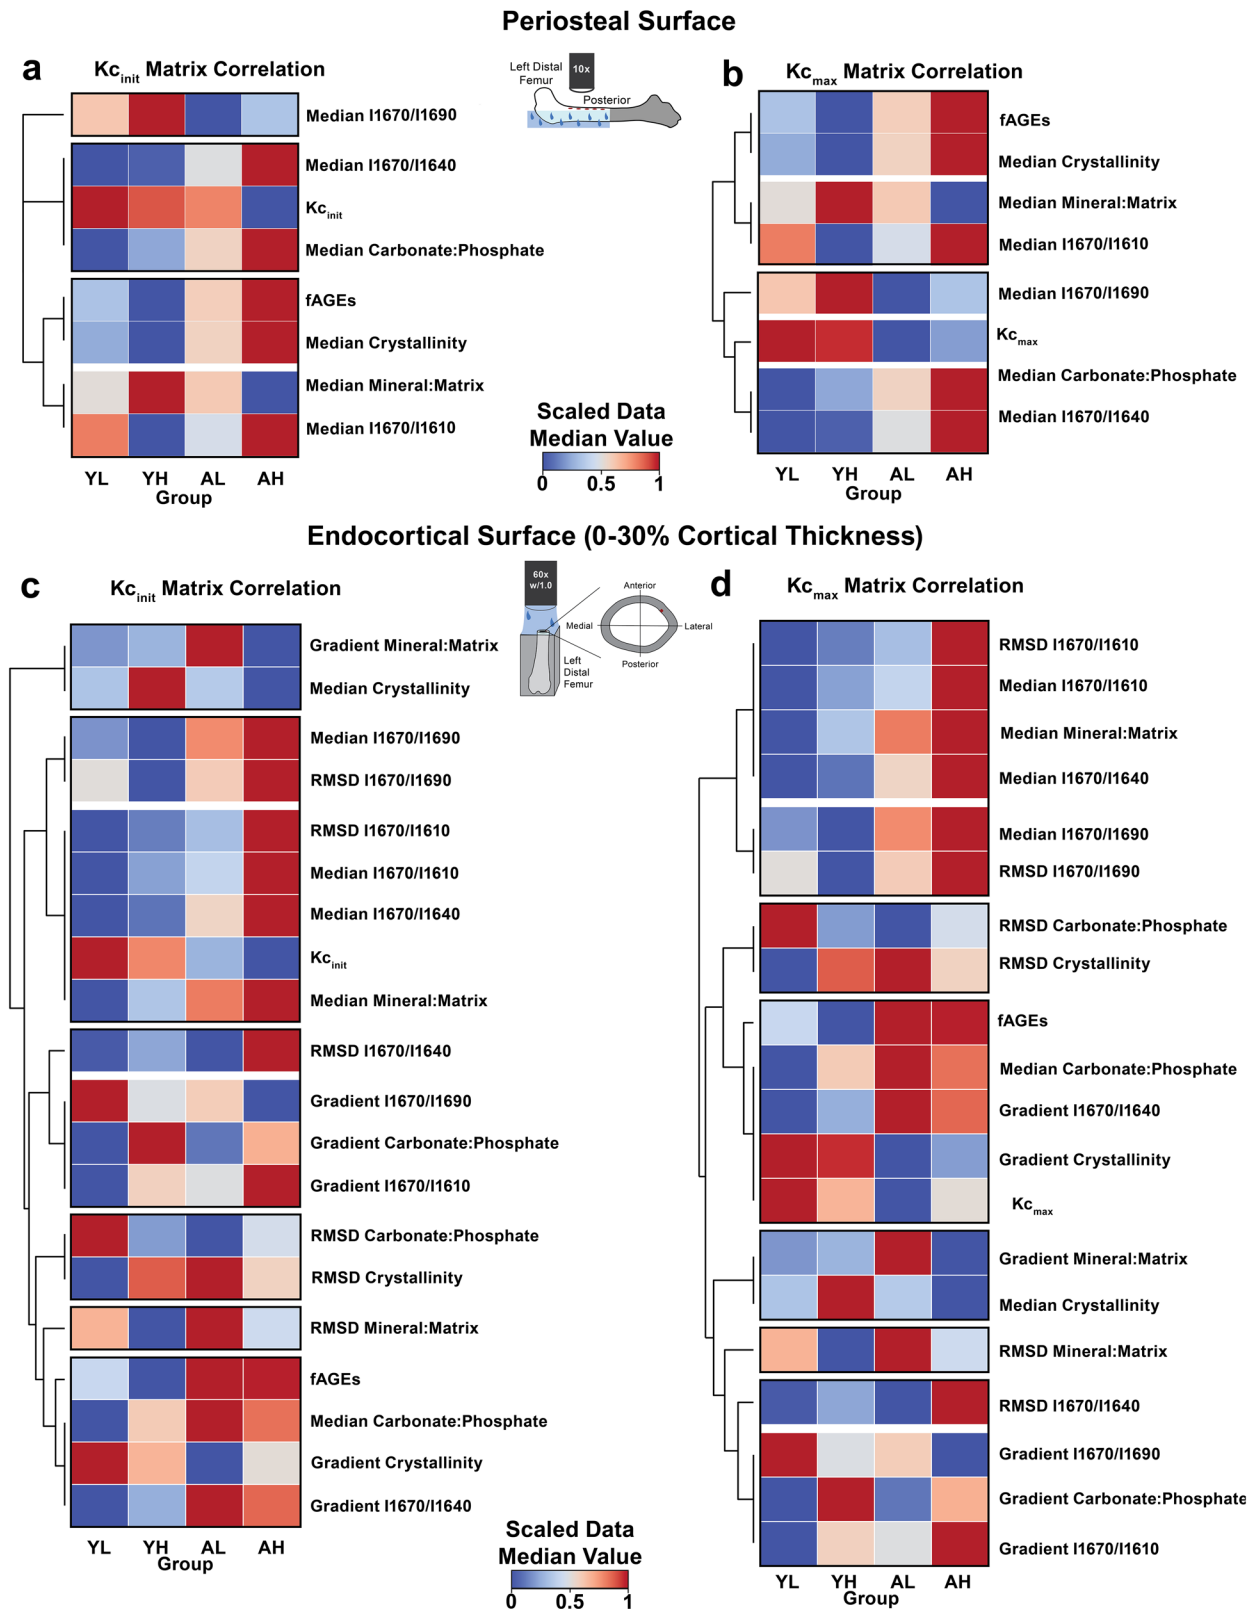 Periosteal Surface
a
Kcinit Matrix Correlation
Median I1670/I1690
Median I1670/I1640
Kcinit
Median Carbonate:Phosphate
fAGEs
Median Crystallinity
Median Mineral:Matrix
Median I1670/I1610
YL YH AL AH
Group
Left Distal
Femur
10x
Posterior
Scaled Data
Median Value
0 0.5 1
b
Kcmax Matrix Correlation
fAGEs
Median Crystallinity
Median Mineral:Matrix
Median I1670/I1610
Median I1670/I1690
Kcmax
Median Carbonate:Phosphate
Median I1670/I1640
YL YH AL AH
Group
Endocortical Surface (0-30% Cortical Thickness)
c
Kcinit Matrix Correlation
Gradient Mineral:Matrix
Median Crystallinity
Median I1670/I1690
RMSD I1670/I1690
RMSD I1670/I1610
Median I1670/I1610
Median I1670/I1640
Kcinit
Median Mineral:Matrix
RMSD I1670/I1640
Gradient I1670/I1690
Gradient Carbonate:Phosphate
Gradient I1670/I1610
RMSD Carbonate:Phosphate
RMSD Crystallinity
RMSD Mineral:Matrix
fAGEs
Median Carbonate:Phosphate
Gradient Crystallinity
Gradient I1670/I1640
YL YH AL AH
Group
60x
w/1.0
Left
Distal
Femur
Anterior
Medial
Lateral
Posterior
Scaled Data
Median Value
0 0.5 1
d
Kcmax Matrix Correlation
RMSD I1670/I1610
Median I1670/I1610
Median Mineral:Matrix
Median I1670/I1640
Median I1670/I1690
RMSD I1670/I1690
RMSD Carbonate:Phosphate
RMSD Crystallinity
fAGEs
Median Carbonate:Phosphate
Gradient I1670/I1640
Gradient Crystallinity
Kcmax
Gradient Mineral:Matrix
Median Crystallinity
RMSD Mineral:Matrix
RMSD I1670/I1640
Gradient I1670/I1690
Gradient Carbonate:Phosphate
Gradient I1670/I1610
YL YH AL AH
Group